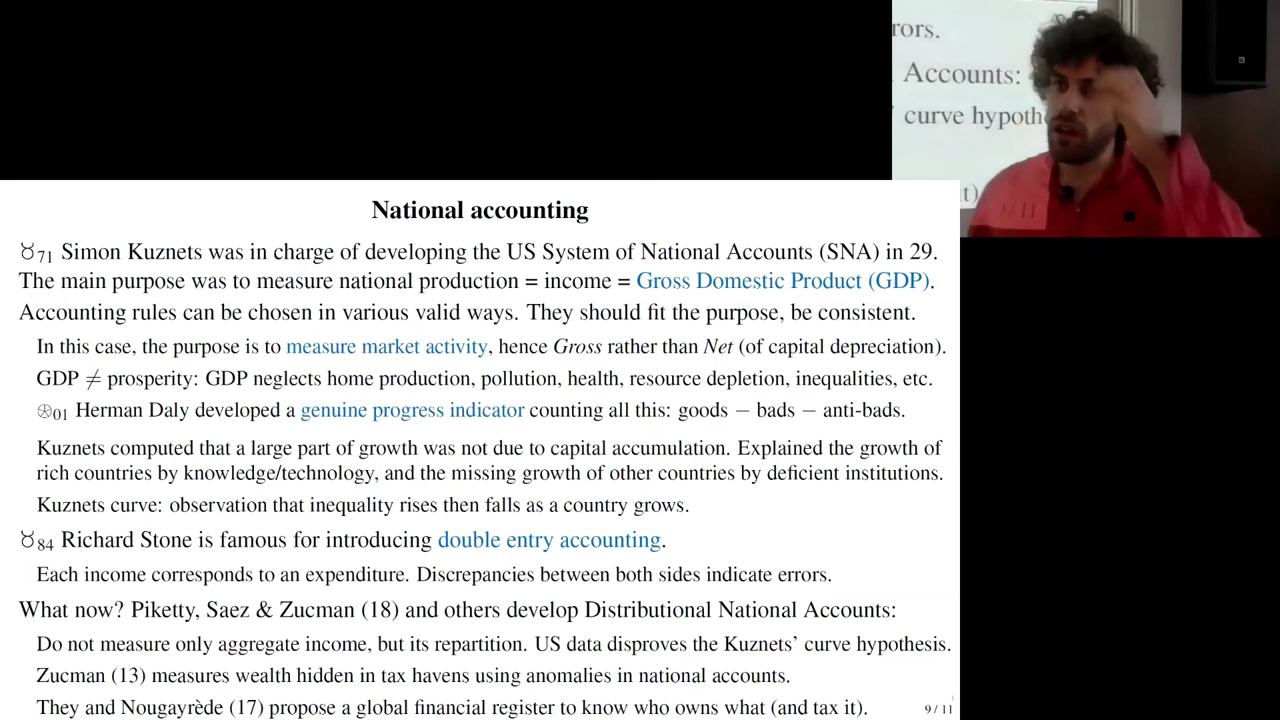 rors.
Accounts:
curve hypoth
it)
9/11
National accounting
♉71 Simon Kuznets was in charge of developing the US System of National Accounts (SNA) in 29.
The main purpose was to measure national production = income = Gross Domestic Product (GDP).
Accounting rules can be chosen in various valid ways. They should fit the purpose, be consistent.
In this case, the purpose is to measure market activity, hence Gross rather than Net (of capital depreciation).
GDP ≠ prosperity: GDP neglects home production, pollution, health, resource depletion, inequalities, etc.
⊛01 Herman Daly developed a genuine progress indicator counting all this: goods − bads − anti-bads.
Kuznets computed that a large part of growth was not due to capital accumulation. Explained the growth of
rich countries by knowledge/technology, and the missing growth of other countries by deficient institutions.
Kuznets curve: observation that inequality rises then falls as a country grows.
♉84 Richard Stone is famous for introducing double entry accounting.
Each income corresponds to an expenditure. Discrepancies between both sides indicate errors.
What now? Piketty, Saez & Zucman (18) and others develop Distributional National Accounts:
Do not measure only aggregate income, but its repartition. US data disproves the Kuznets' curve hypothesis.
Zucman (13) measures wealth hidden in tax havens using anomalies in national accounts.
They and Nougayrède (17) propose a global financial register to know who owns what (and tax it).
9 / 11